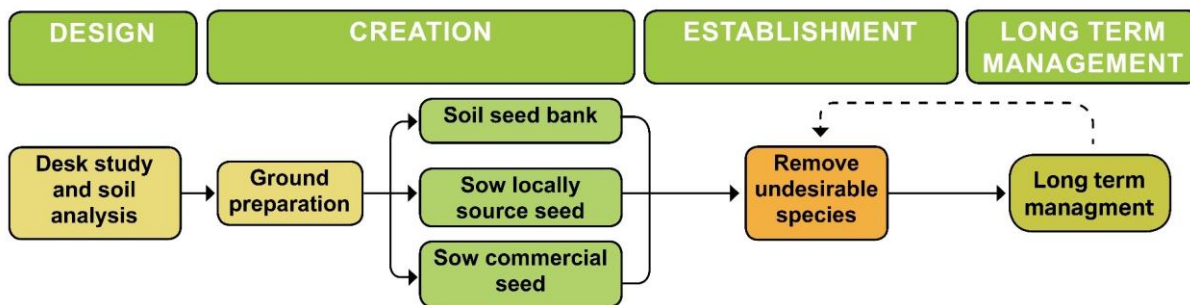 DESIGN
CREATION
ESTABLISHMENT
LONG TERM
MANAGEMENT
Desk study
and soil
analysis
Ground
preparation
Soil seed bank
Sow locally
source seed
Sow commercial
seed
Remove
undesirable
species
Long term
managment